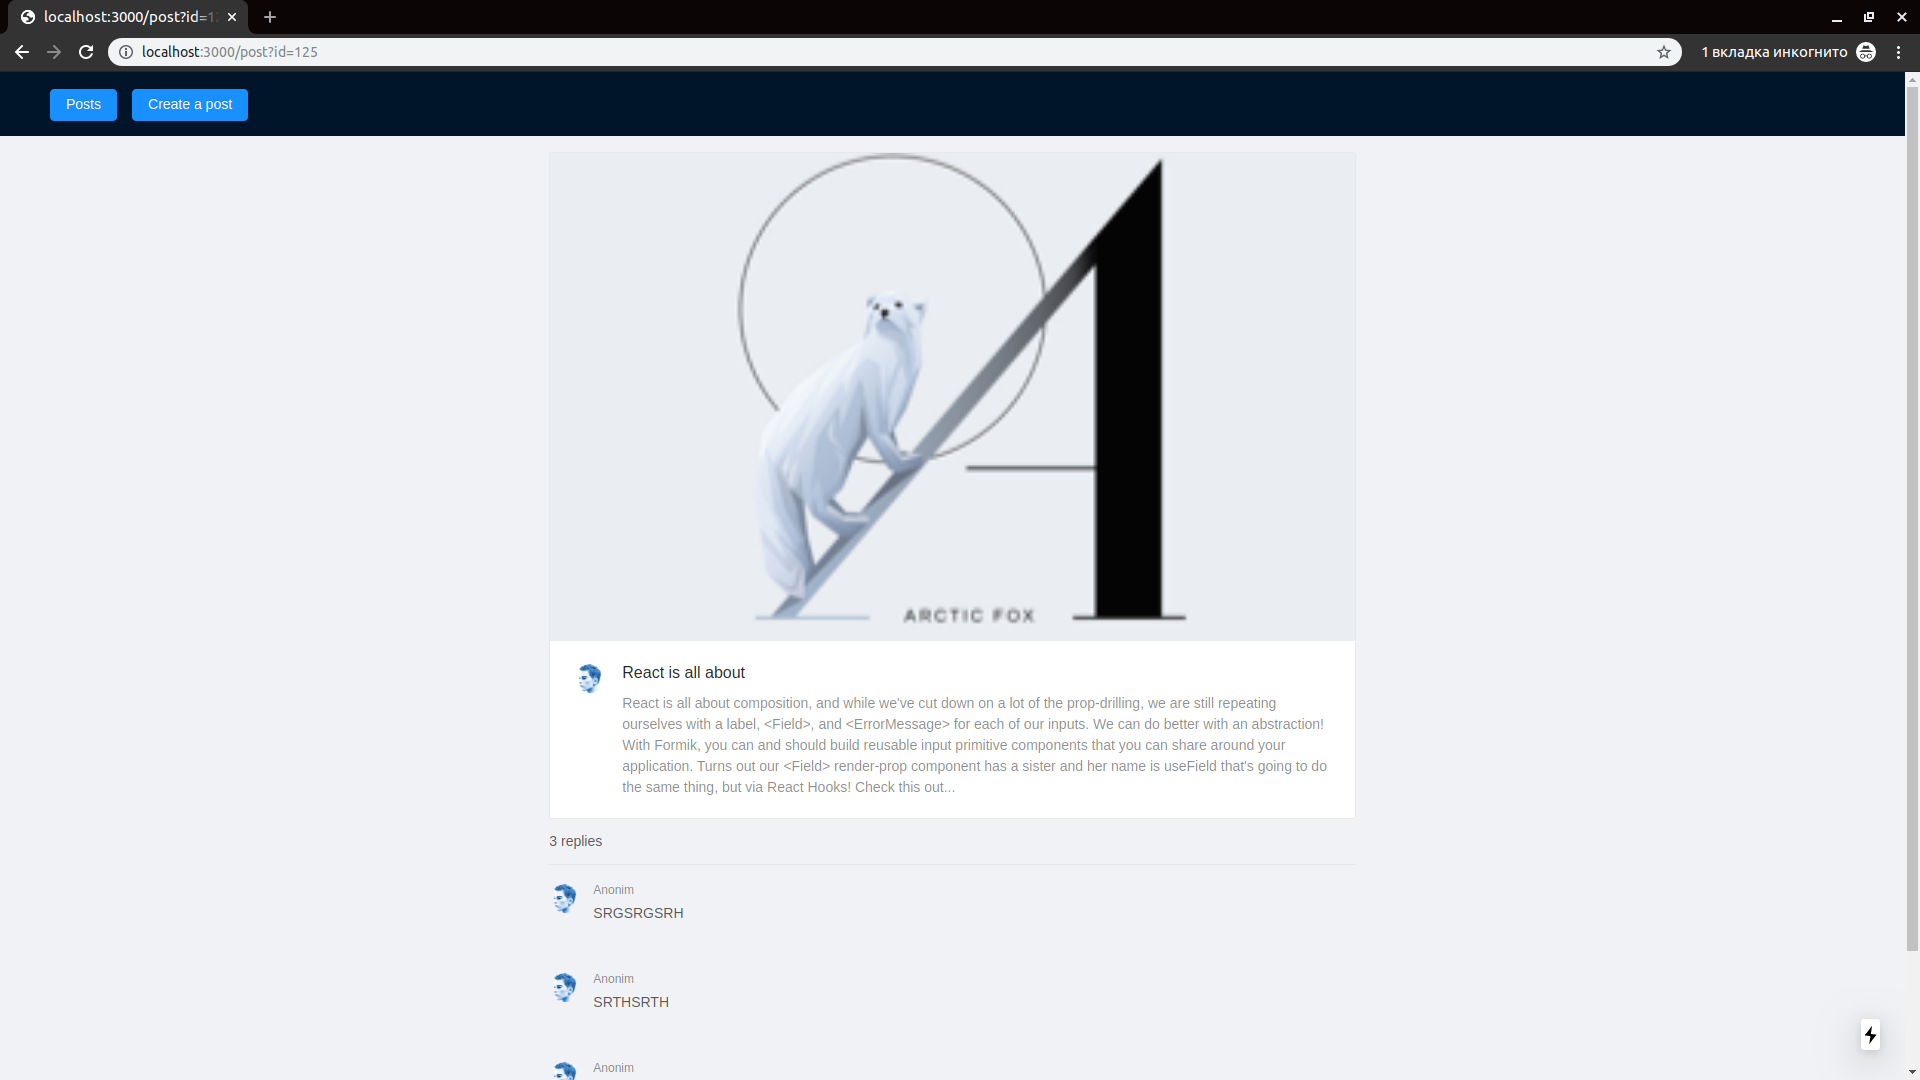 localhost:3000/post?id=1
localhost:3000/post?id=125
1 вкладка инкогнито
Posts
Create a post
ARCTIC FOX
React is all about
React is all about composition, and while we've cut down on a lot of the prop-drilling, we are still repeating
ourselves with a label, <Field>, and <ErrorMessage> for each of our inputs. We can do better with an abstraction!
With Formik, you can and should build reusable input primitive components that you can share around your
application. Turns out our <Field> render-prop component has a sister and her name is useField that's going to do
the same thing, but via React Hooks! Check this out...
3 replies
Anonim
SRGSRGSRH
Anonim
SRTHSRTH
Anonim